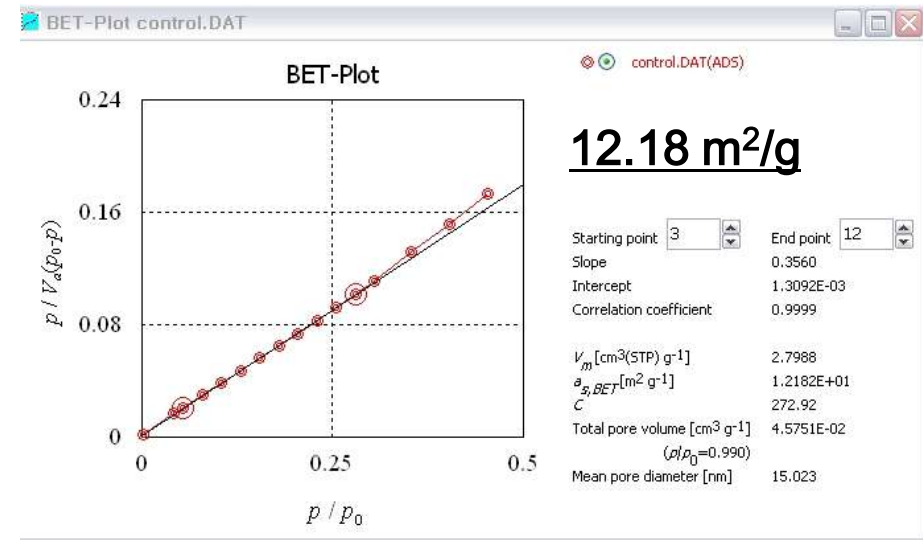 BET-Plot control.DAT
BET-Plot
0.24
0.16
0.08
0
0
0.25
0.5
p / Va(p0-p)
p / p0
control.DAT(ADS)
12.18 m²/g
Starting point 3 End point 12
Slope 0.3560
Intercept 1.3092E-03
Correlation coefficient 0.9999
Vm[cm3(STP) g-1] 2.7988
as,BET[m2 g-1] 1.2182E+01
C 272.92
Total pore volume [cm3 g-1] 4.5751E-02
(p/p0=0.990)
Mean pore diameter [nm] 15.023